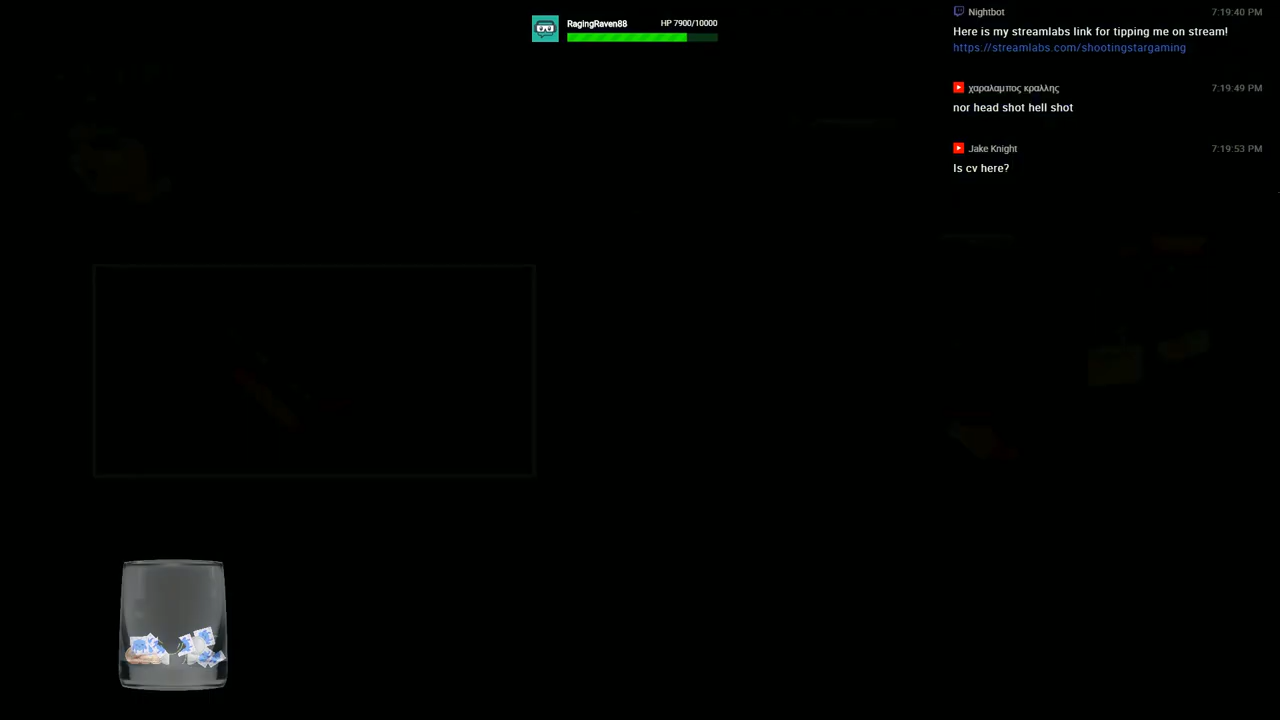 RagingRaven88 HP 7900/10000
Nightbot 7:19:40 PM
Here is my streamlabs link for tipping me on stream!
https://streamlabs.com/shootingstargaming
χαραλαμπος κραλλης 7:19:49 PM
nor head shot hell shot
Jake Knight 7:19:53 PM
Is cv here?